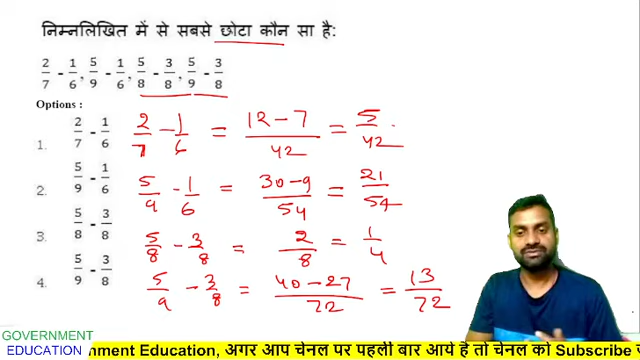 निम्नलिखित में से सबसे छोटा कौन सा है:
2/7 - 1/6, 5/9 - 1/6, 5/8 - 3/8, 5/9 - 3/8
Options :
1. 2/7 - 1/6
2/7 - 1/6 = (12 - 7)/42 = 5/42
2. 5/9 - 1/6
5/9 - 1/6 = (30 - 9)/54 = 21/54
3. 5/8 - 3/8
5/8 - 3/8 = 2/8 = 1/4
4. 5/9 - 3/8
5/9 - 3/8 = (40 - 27)/72 = 13/72
GOVERNMENT
EDUCATION
nment Education, अगर आप चेनल पर पहली बार आये है तो चेनल को Subscribe